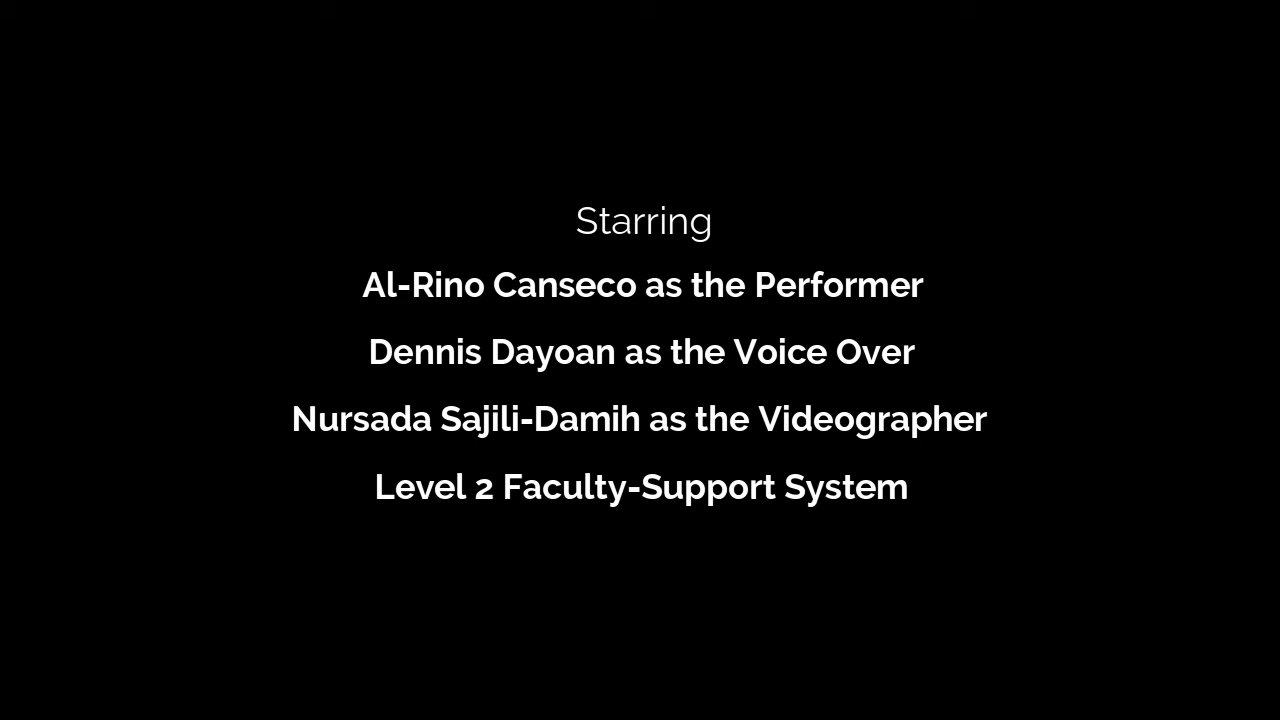 Starring
Al-Rino Canseco as the Performer
Dennis Dayoan as the Voice Over
Nursada Sajili-Damih as the Videographer
Level 2 Faculty-Support System